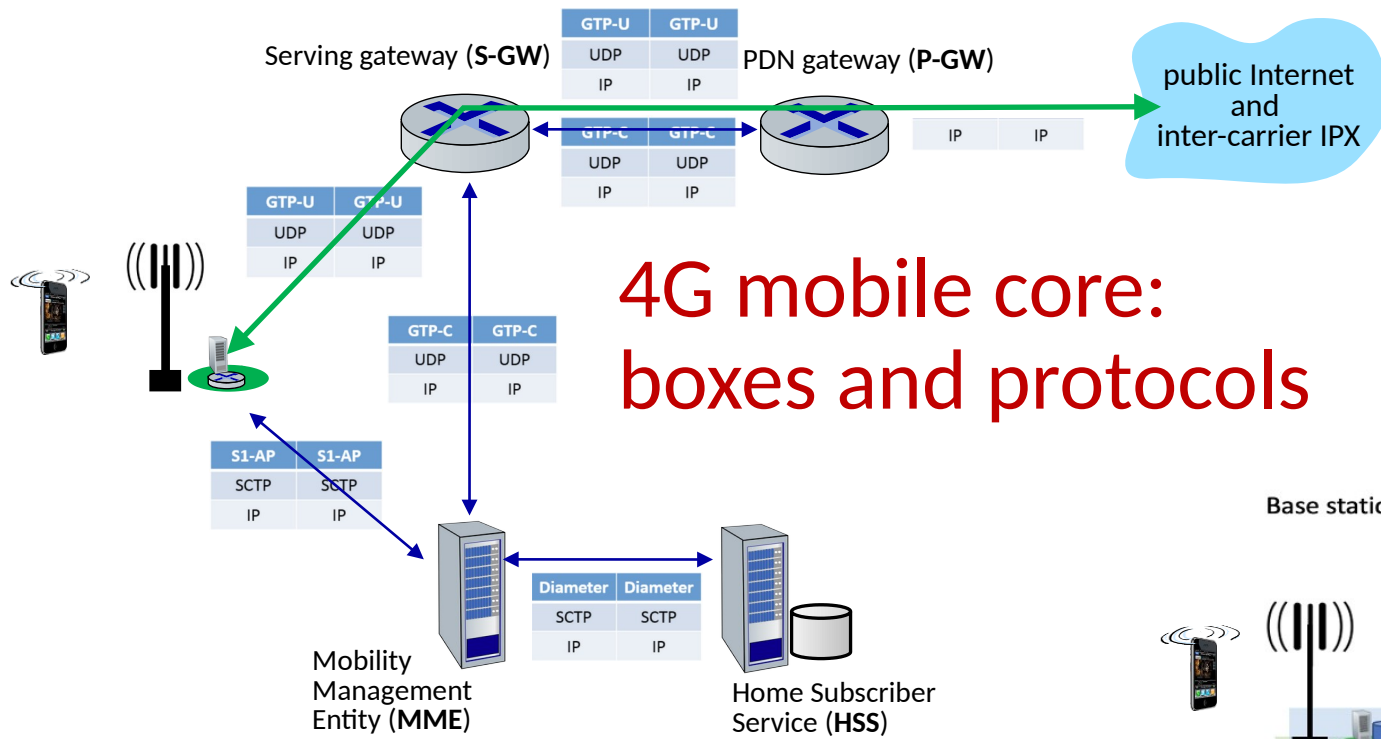 GTP-U GTP-U
UDP UDP
IP IP
Serving gateway (S-GW)
PDN gateway (P-GW)
public Internet
and
inter-carrier IPX
GTP-C GTP-C
UDP UDP
IP IP
IP IP
GTP-U GTP-U
UDP UDP
IP IP
4G mobile core:
boxes and protocols
GTP-C GTP-C
UDP UDP
IP IP
S1-AP S1-AP
SCTP SCTP
IP IP
Diameter Diameter
SCTP SCTP
IP IP
Mobility
Management
Entity (MME)
Home Subscriber
Service (HSS)
Base